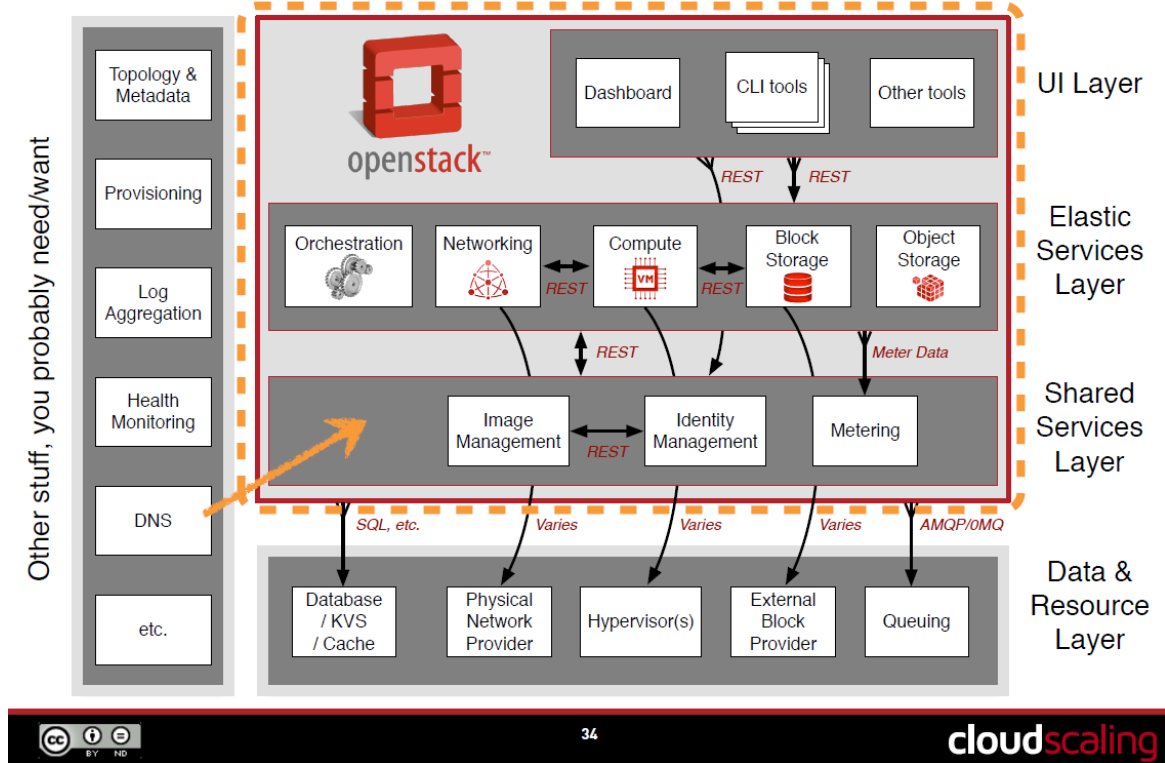 Other stuff, you probably need/want
Topology &
Metadata
Provisioning
Log
Aggregation
Health
Monitoring
DNS
etc.
openstack™
Dashboard
CLI tools
Other tools
UI Layer
REST
REST
Orchestration
Networking
REST
Compute
VM
REST
Block
Storage
Object
Storage
Elastic
Services
Layer
REST
Meter Data
Image
Management
REST
Identity
Management
Metering
Shared
Services
Layer
SQL, etc.
Varies
Varies
Varies
AMQP/0MQ
Database
/ KVS
/ Cache
Physical
Network
Provider
Hypervisor(s)
External
Block
Provider
Queuing
Data &
Resource
Layer
cc
BY ND
34
cloudscaling